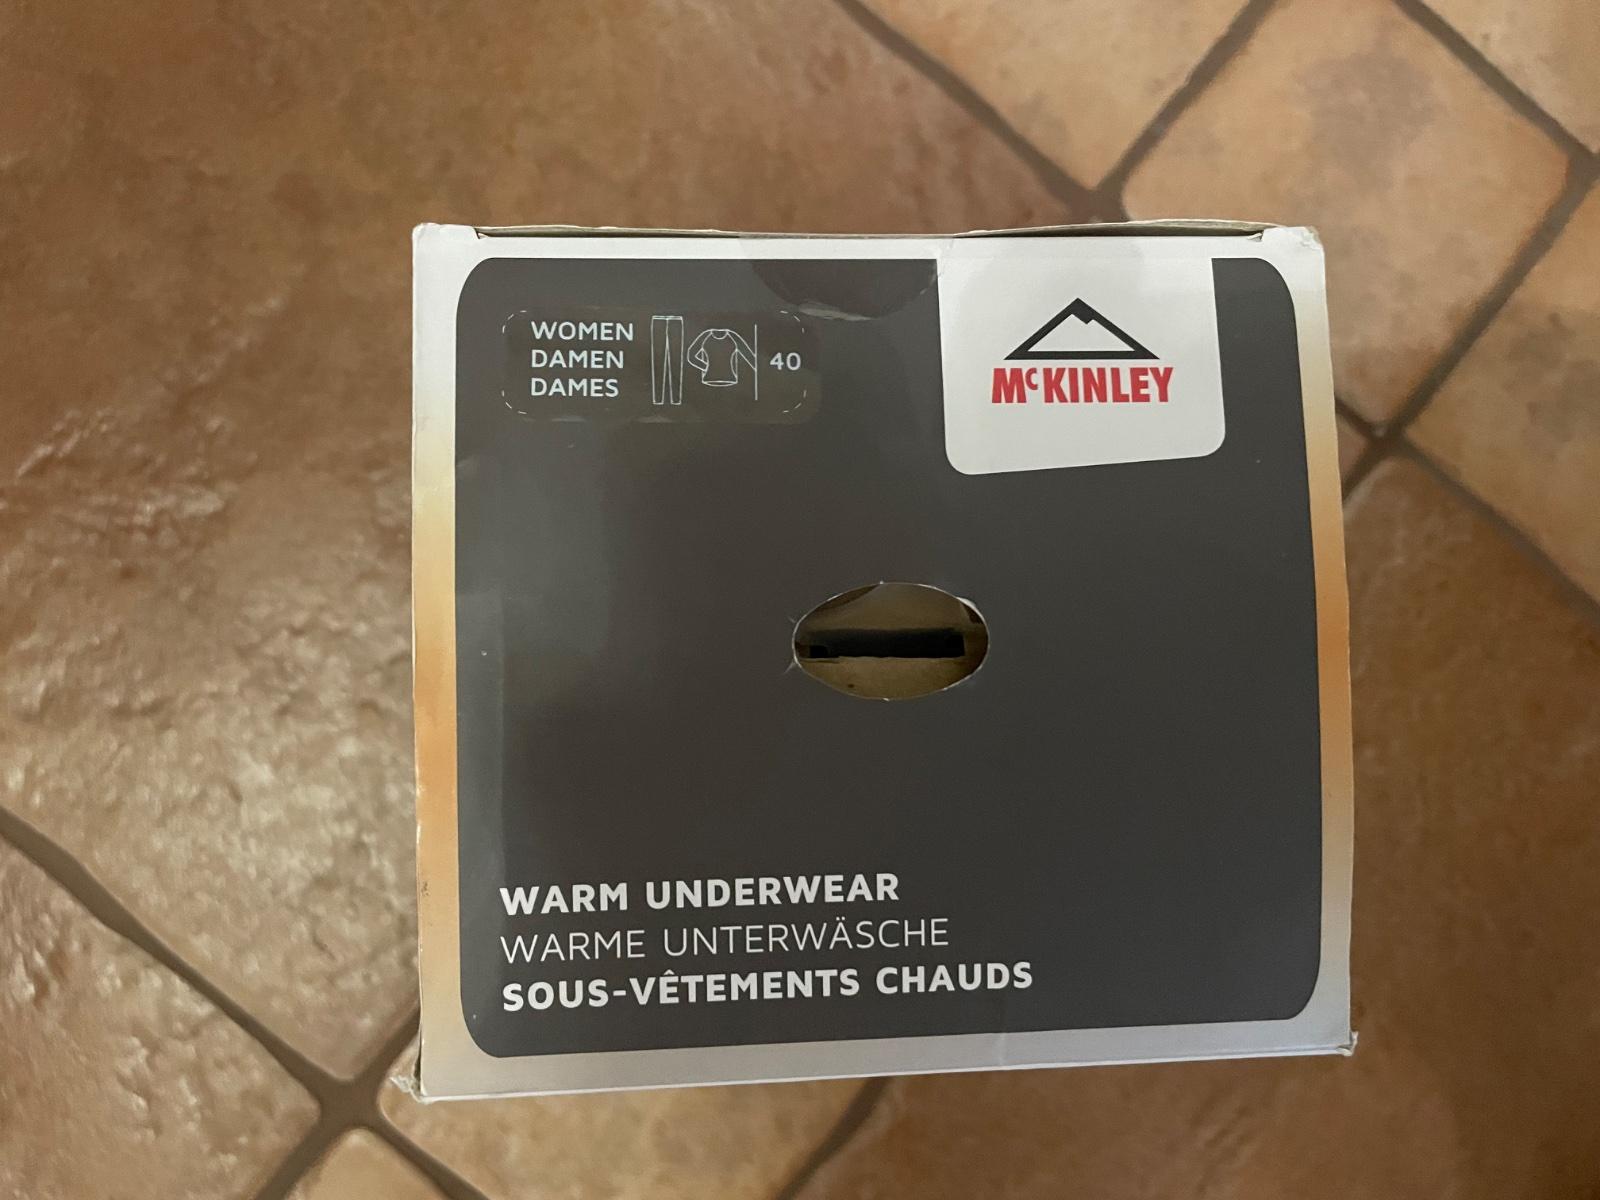 WOMEN
DAMEN
DAMES
40
McKINLEY
WARM UNDERWEAR
WARME UNTERWÄSCHE
SOUS-VÊTEMENTS CHAUDS